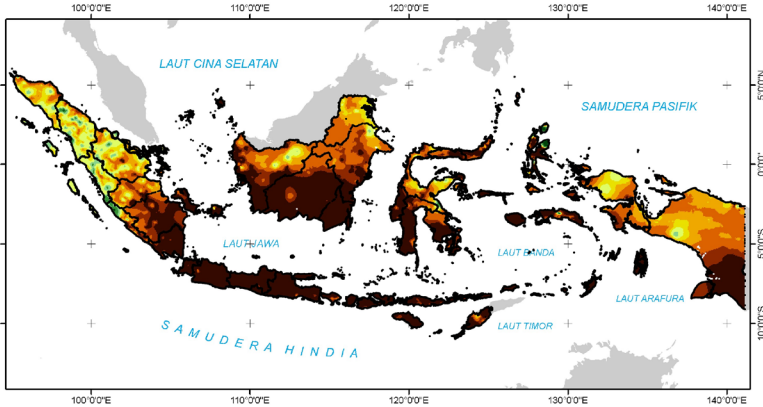 100°0'0"E 110°0'0"E 120°0'0"E 130°0'0"E 140°0'0"E
LAUT CINA SELATAN
5°0'0"N
SAMUDERA PASIFIK
0°0'0"
LAUT JAWA
LAUT BANDA
5°0'0"S
LAUT ARAFURA
SAMUDERA HINDIA
LAUT TIMOR
10°0'0"S
100°0'0"E 110°0'0"E 120°0'0"E 130°0'0"E 140°0'0"E